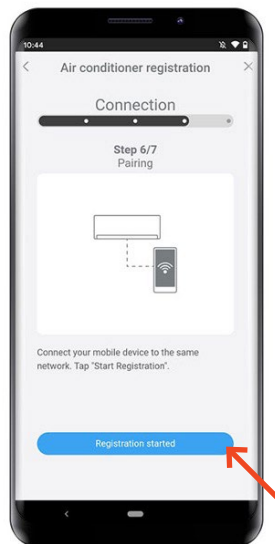 10:44
Air conditioner registration
Connection
Step 6/7
Pairing
Connect your mobile device to the same
network. Tap "Start Registration".
Registration started